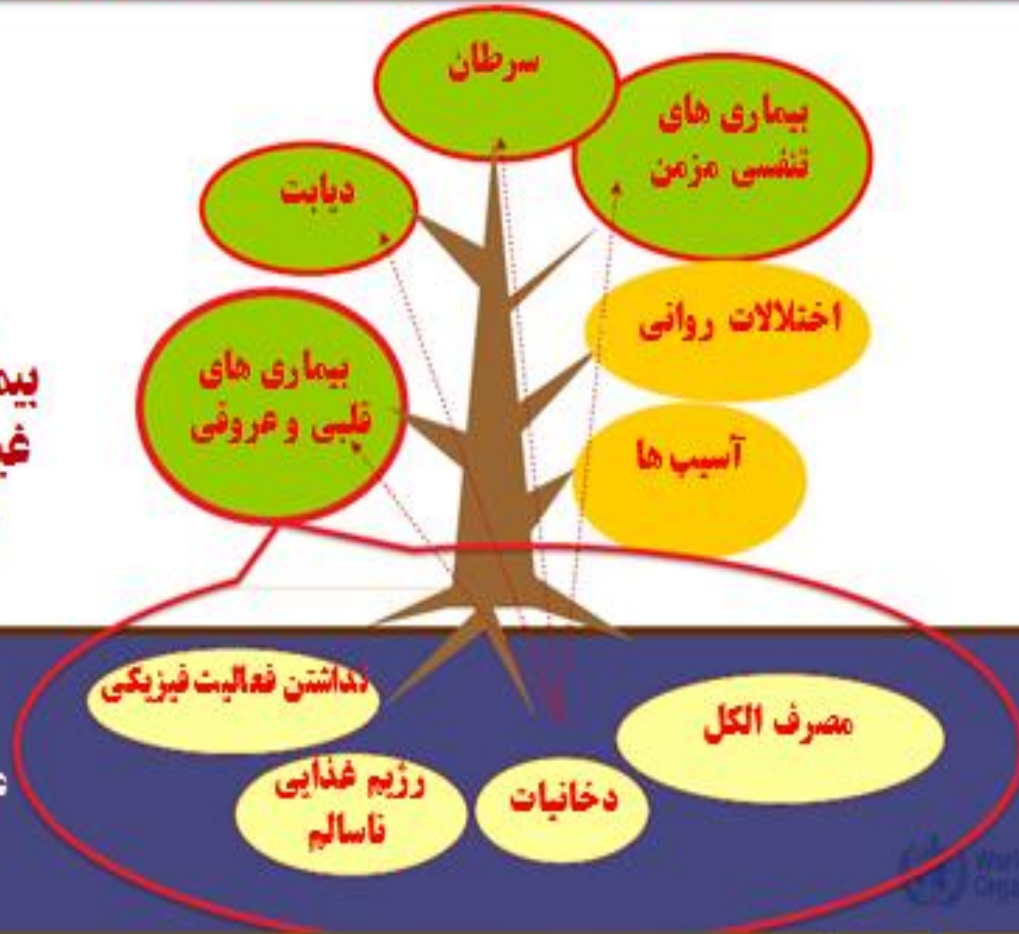 سرطان
بیماری های
تنفسی مزمن
دیابت
اختلالات روانی
بیماری های
قلبی و عروقی
آسیب ها
نداشتن فعالیت فیزیکی
مصرف الکل
رژیم غذایی
ناسالم
دخانیات